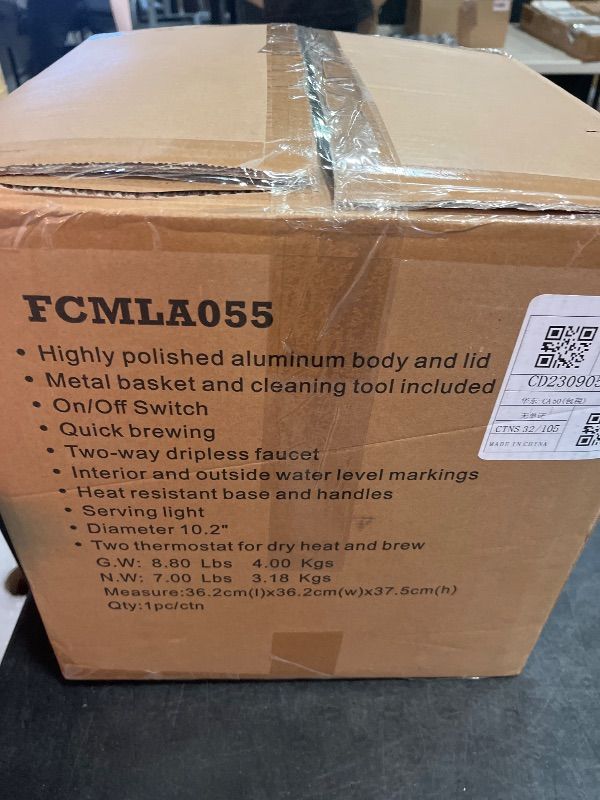 FCMLA055
• Highly polished aluminum body and lid
• Metal basket and cleaning tool included
• On/Off Switch
• Quick brewing
• Two-way dripless faucet
• Interior and outside water level markings
• Heat resistant base and handles
• Serving light
• Diameter 10.2"
• Two thermostat for dry heat and brew
G.W: 8.80 Lbs 4.00 Kgs
N.W: 7.00 Lbs 3.18 Kgs
Measure:36.2cm(l)x36.2cm(w)x37.5cm(h)
Qty:1pc/ctn
CD230905
CTNS 32/105
MADE IN CHINA